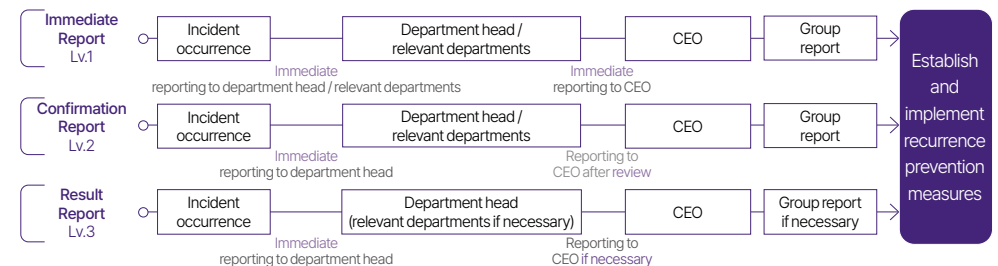 Immediate
Report
Lv.1
Incident
occurrence
Department head /
relevant departments
CEO
Group
report
Immediate
reporting to department head / relevant departments
Immediate
reporting to CEO
Confirmation
Report
Lv.2
Incident
occurrence
Department head /
relevant departments
CEO
Group
report
Immediate
reporting to department head
Reporting to
CEO after review
Result
Report
Lv.3
Incident
occurrence
Department head
(relevant departments if necessary)
CEO
Group report
if necessary
Immediate
reporting to department head
Reporting to
CEO if necessary
Establish
and
implement
recurrence
prevention
measures